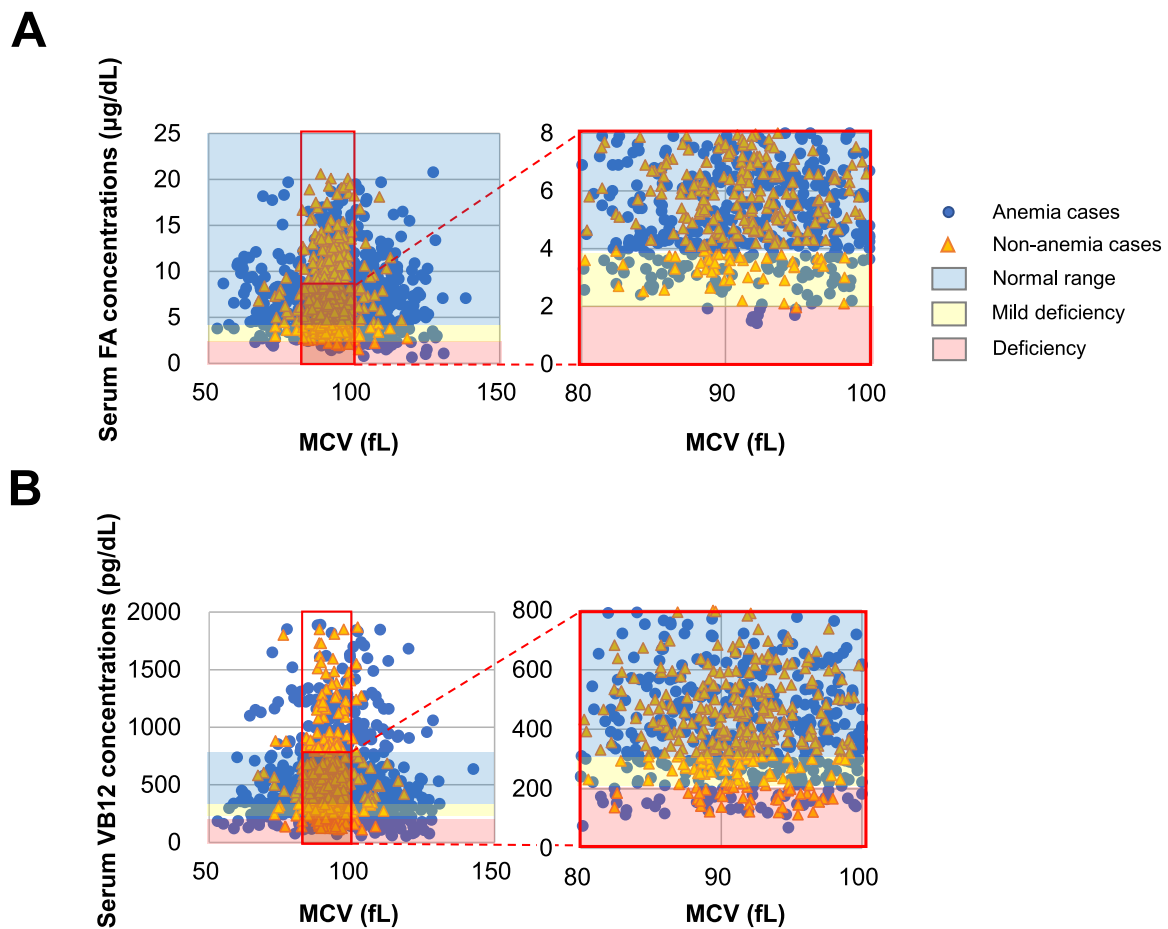 A
Serum FA concentrations (µg/dL)
25
20
15
10
5
0
50
100
150
MCV (fL)
8
6
4
2
0
80
90
100
MCV (fL)
Anemia cases
Non-anemia cases
Normal range
Mild deficiency
Deficiency
B
Serum VB12 concentrations (pg/dL)
2000
1500
1000
500
0
50
100
150
MCV (fL)
800
600
400
200
0
80
90
100
MCV (fL)